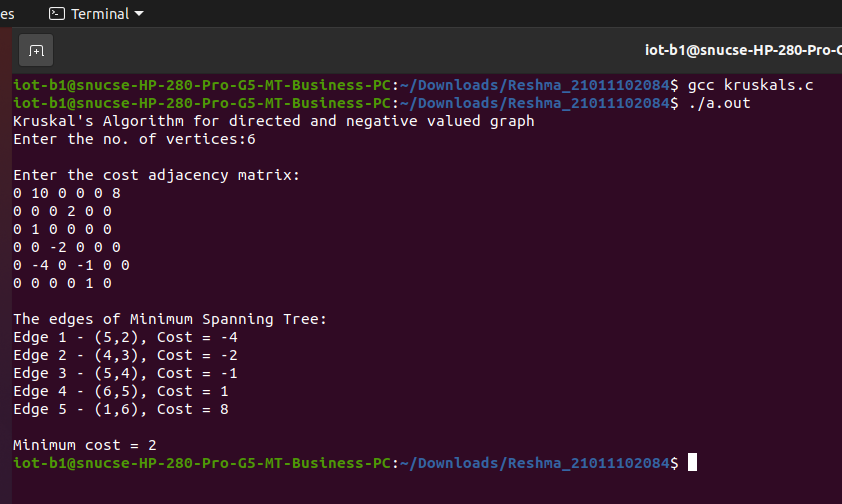 es Terminal
iot-b1@snucse-HP-280-Pro-G
iot-b1@snucse-HP-280-Pro-G5-MT-Business-PC:~/Downloads/Reshma_21011102084$ gcc kruskals.c
iot-b1@snucse-HP-280-Pro-G5-MT-Business-PC:~/Downloads/Reshma_21011102084$ ./a.out
Kruskal's Algorithm for directed and negative valued graph
Enter the no. of vertices:6
Enter the cost adjacency matrix:
0 10 0 0 0 8
0 0 0 2 0 0
0 1 0 0 0 0
0 0 -2 0 0 0
0 -4 0 -1 0 0
0 0 0 0 1 0
The edges of Minimum Spanning Tree:
Edge 1 - (5,2), Cost = -4
Edge 2 - (4,3), Cost = -2
Edge 3 - (5,4), Cost = -1
Edge 4 - (6,5), Cost = 1
Edge 5 - (1,6), Cost = 8
Minimum cost = 2
iot-b1@snucse-HP-280-Pro-G5-MT-Business-PC:~/Downloads/Reshma_21011102084$